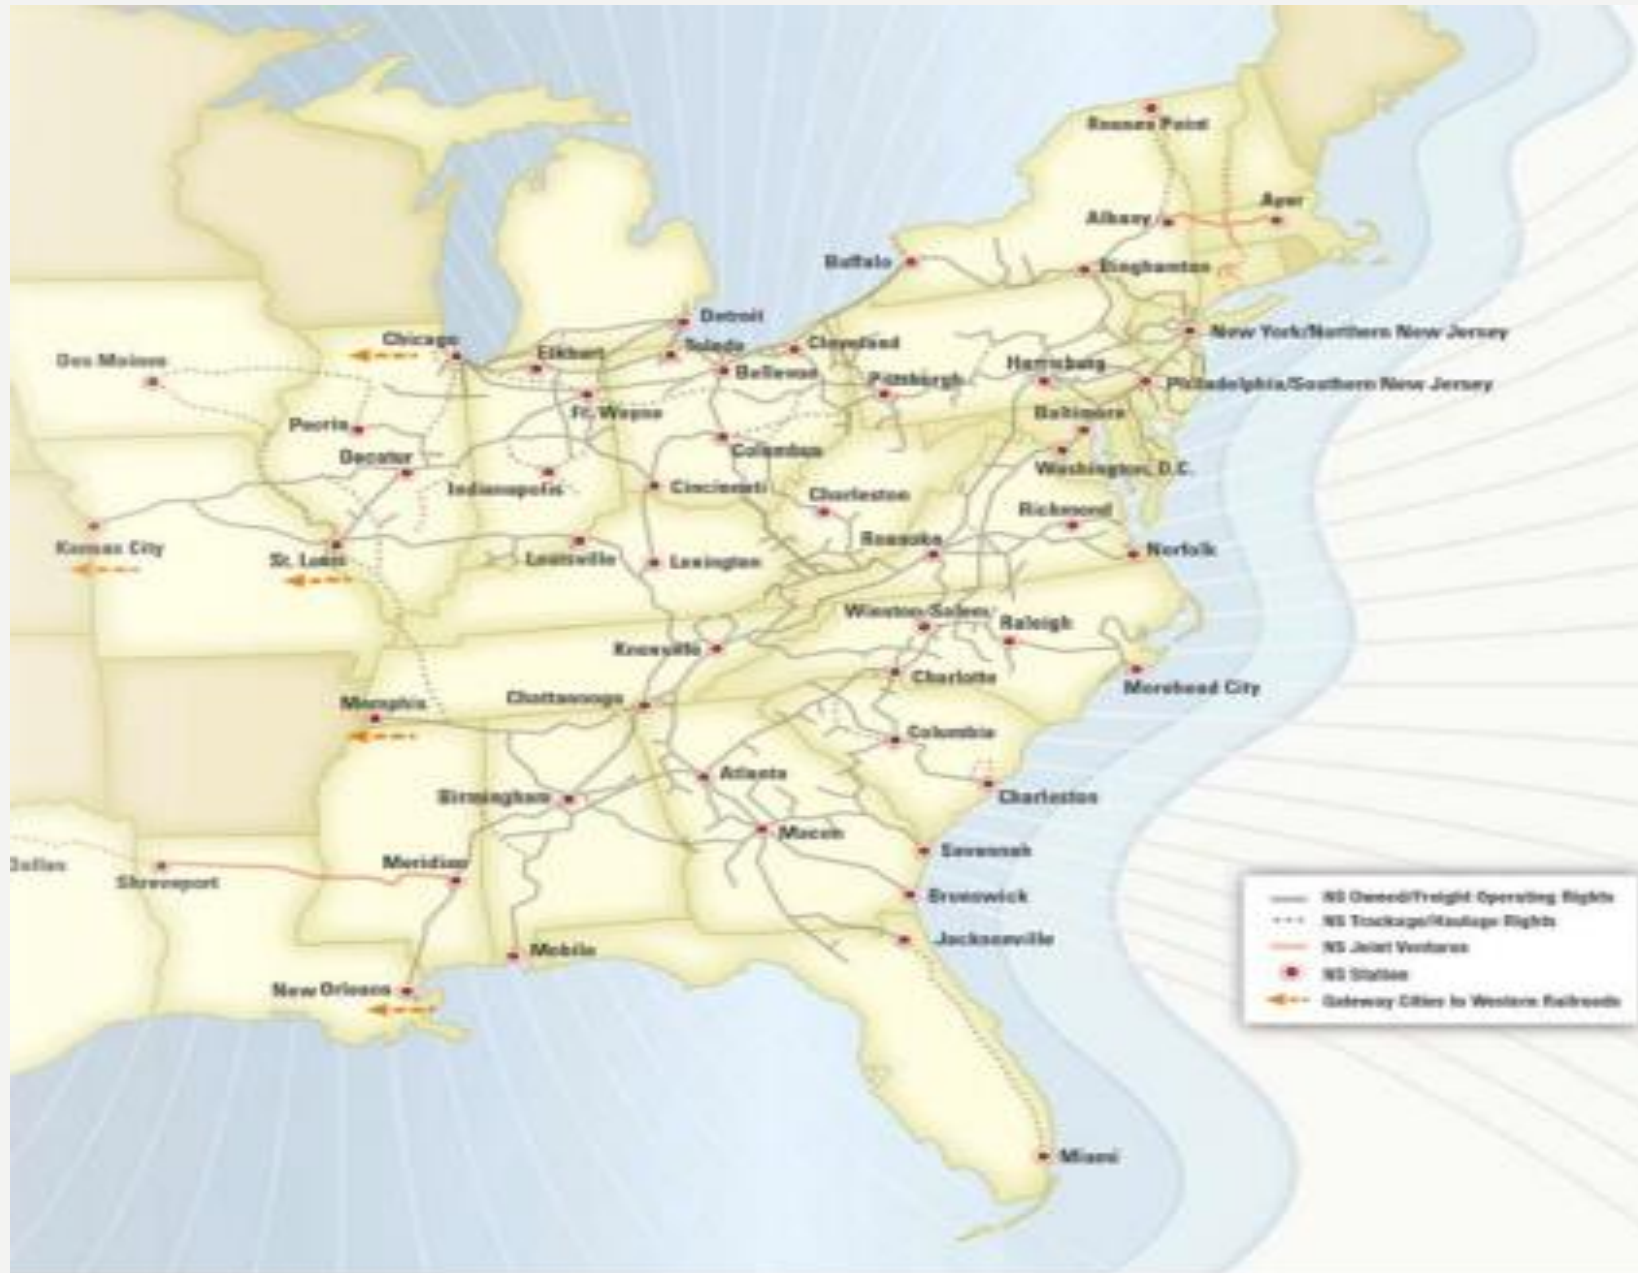 Rouses Point
Ayer
Albany
Buffalo
Binghamton
Detroit
New York/Northern New Jersey
Chicago
Toledo
Cleveland
Elkhart
Des Moines
Harrisburg
Bellevue
Pittsburgh
Philadelphia/Southern New Jersey
Ft. Wayne
Baltimore
Peoria
Columbus
Decatur
Washington, D.C.
Indianapolis
Cincinnati
Charleston
Richmond
Roanoke
Kansas City
Norfolk
St. Louis
Louisville
Lexington
Winston-Salem
Raleigh
Knoxville
Charlotte
Morehead City
Chattanooga
Memphis
Columbia
Atlanta
Birmingham
Charleston
Macon
Savannah
Meridian
Dallas
Shreveport
Brunswick
Jacksonville
Mobile
New Orleans
Miami
NS Owned/Freight Operating Rights
NS Trackage/Haulage Rights
NS Joint Ventures
NS Station
Gateway Cities to Western Railroads